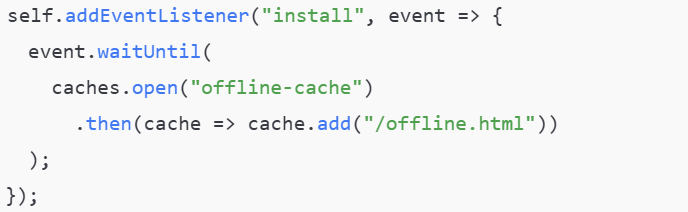 self.addEventListener("install", event => {
  event.waitUntil(
    caches.open("offline-cache")
      .then(cache => cache.add("/offline.html"))
  );
});